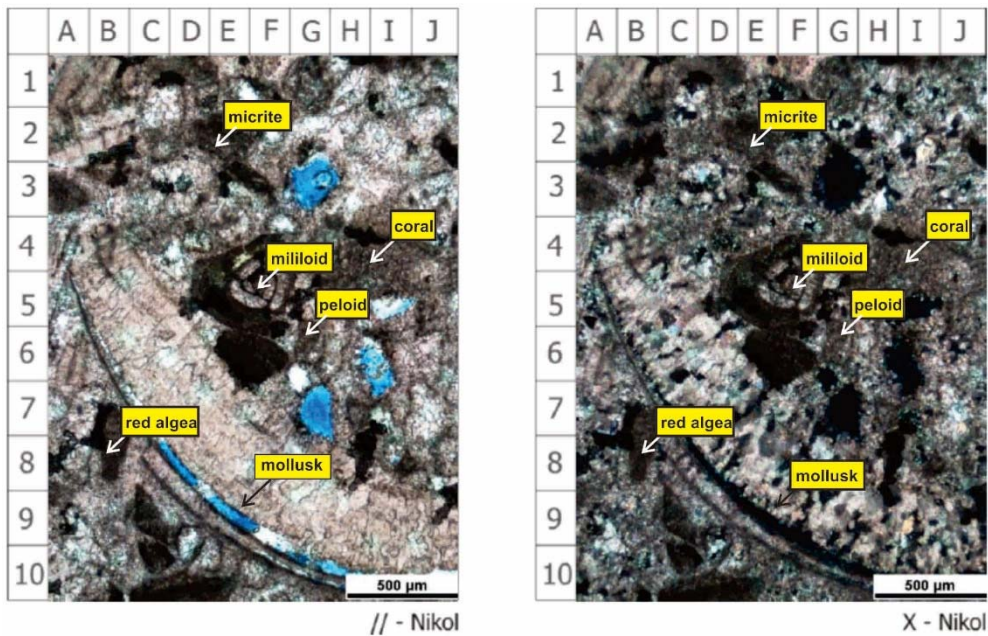 A B C D E F G H I J
1
2
3
4
5
6
7
8
9
10
micrite
coral
mililoid
peloid
red algea
mollusk
500 µm
// - Nikol
A B C D E F G H I J
1
2
3
4
5
6
7
8
9
10
micrite
coral
mililoid
peloid
red algea
mollusk
500 µm
X - Nikol